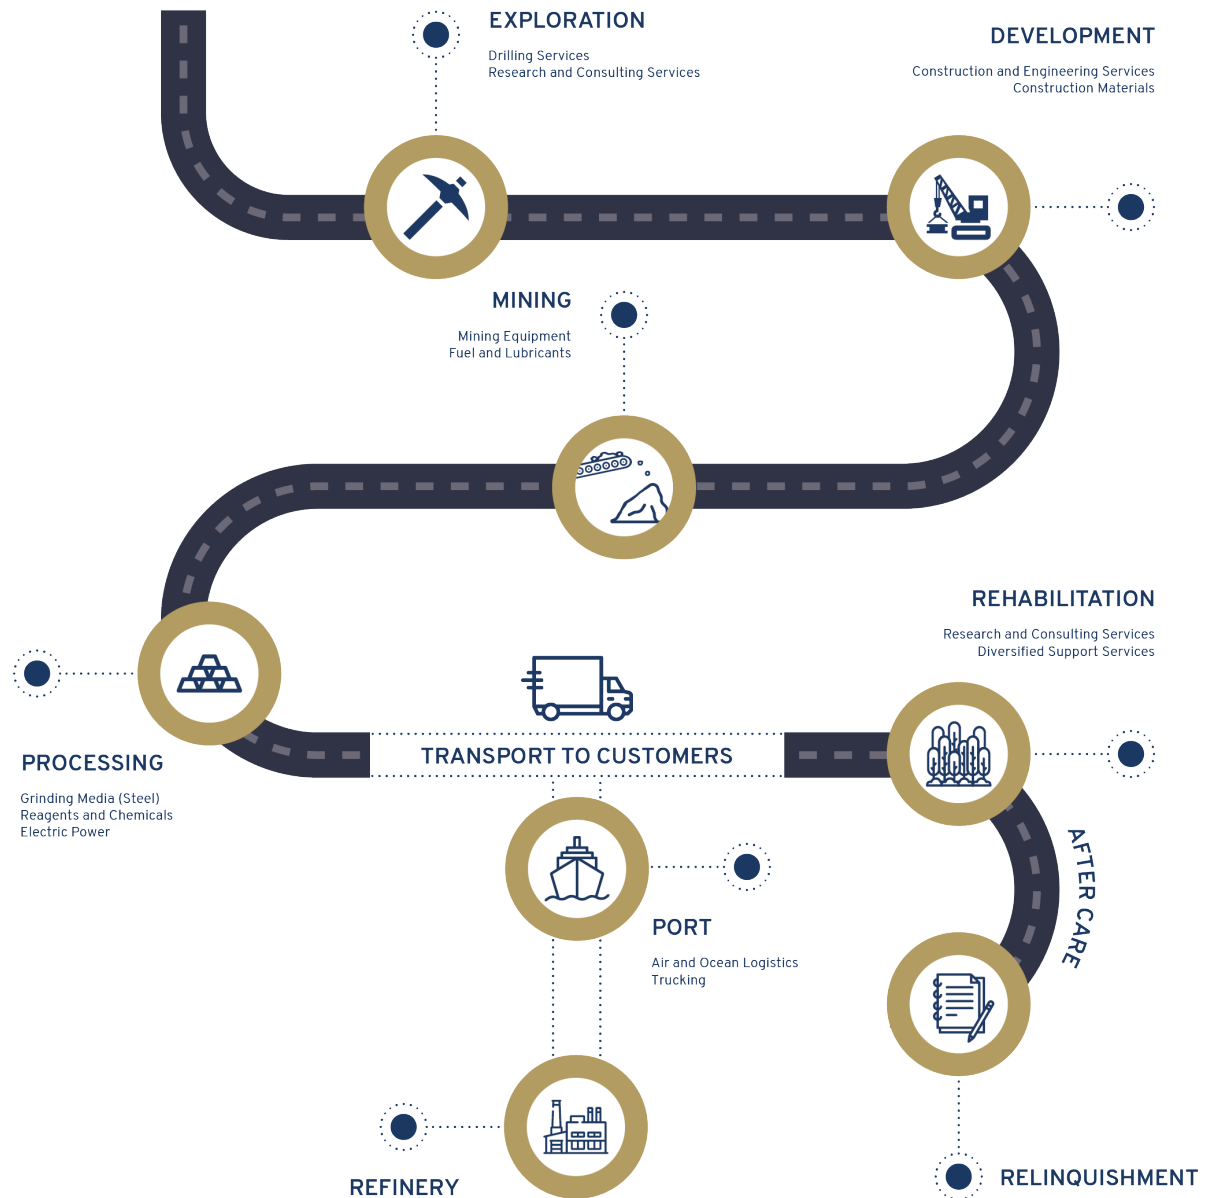 EXPLORATION
Drilling Services
Research and Consulting Services
DEVELOPMENT
Construction and Engineering Services
Construction Materials
MINING
Mining Equipment
Fuel and Lubricants
PROCESSING
Grinding Media (Steel)
Reagents and Chemicals
Electric Power
TRANSPORT TO CUSTOMERS
PORT
Air and Ocean Logistics
Trucking
REFINERY
REHABILITATION
Research and Consulting Services
Diversified Support Services
AFTER CARE
RELINQUISHMENT